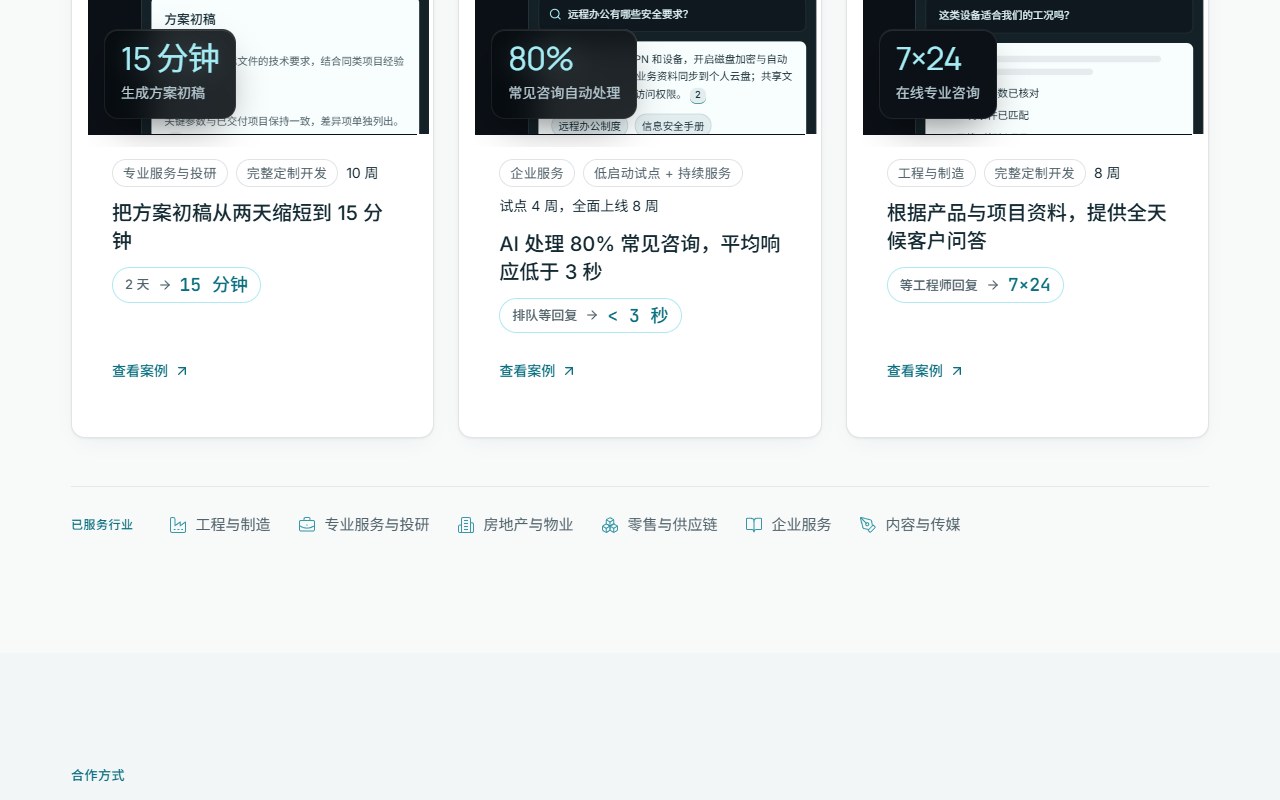 方案初稿
文件的技术要求，结合同类项目经验
15 分钟
生成方案初稿
关键参数与已交付项目保持一致，差异项单独列出。
专业服务与投研
完整定制开发
10 周
把方案初稿从两天缩短到 15 分
钟
2 天 → 15 分钟
查看案例
远程办公有哪些安全要求？
PN 和设备，开启磁盘加密与自动
业务资料同步到个人云盘；共享文
访问权限。 2
80%
常见咨询自动处理
远程办公制度
信息安全手册
企业服务
低启动试点 + 持续服务
试点 4 周，全面上线 8 周
AI 处理 80% 常见咨询，平均响
应低于 3 秒
排队等回复 → < 3 秒
查看案例
这类设备适合我们的工况吗？
7×24
在线专业咨询
数已核对
件已匹配
工程与制造
完整定制开发
8 周
根据产品与项目资料，提供全天
候客户问答
等工程师回复 → 7×24
查看案例
已服务行业
工程与制造
专业服务与投研
房地产与物业
零售与供应链
企业服务
内容与传媒
合作方式